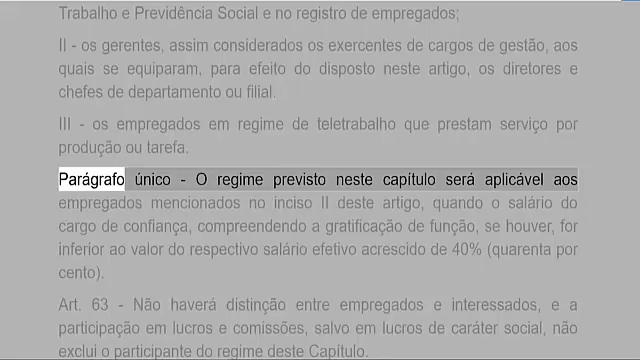 Trabalho e Previdência Social e no registro de empregados;
II - os gerentes, assim considerados os exercentes de cargos de gestão, aos
quais se equiparam, para efeito do disposto neste artigo, os diretores e
chefes de departamento ou filial.
III - os empregados em regime de teletrabalho que prestam serviço por
produção ou tarefa.
Parágrafo único - O regime previsto neste capítulo será aplicável aos
empregados mencionados no inciso II deste artigo, quando o salário do
cargo de confiança, compreendendo a gratificação de função, se houver, for
inferior ao valor do respectivo salário efetivo acrescido de 40% (quarenta por
cento).
Art. 63 - Não haverá distinção entre empregados e interessados, e a
participação em lucros e comissões, salvo em lucros de caráter social, não
exclui o participante do regime deste Capítulo.